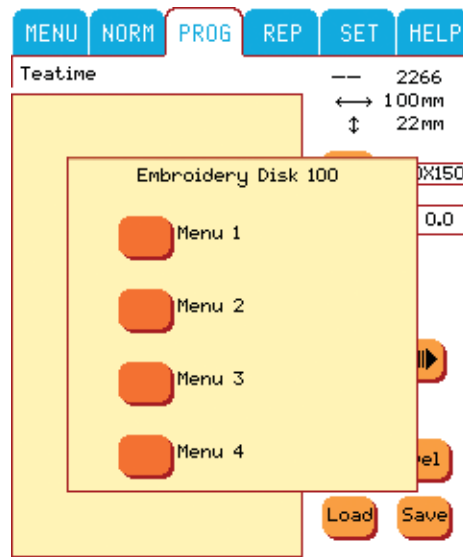 MENU NORM PROG REP SET HELP
Teatime
-- 2266
↔ 100mm
↕ 22mm
Embroidery Disk 100
0X150
0.0
Menu 1
Menu 2
Menu 3
Menu 4
Load Save